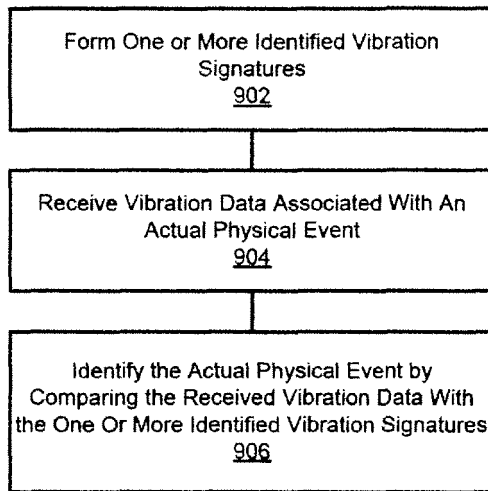 Form One or More Identified Vibration
Signatures
902
Receive Vibration Data Associated With An
Actual Physical Event
904
Identify the Actual Physical Event by
Comparing the Received Vibration Data With
the One Or More Identified Vibration Signatures
906